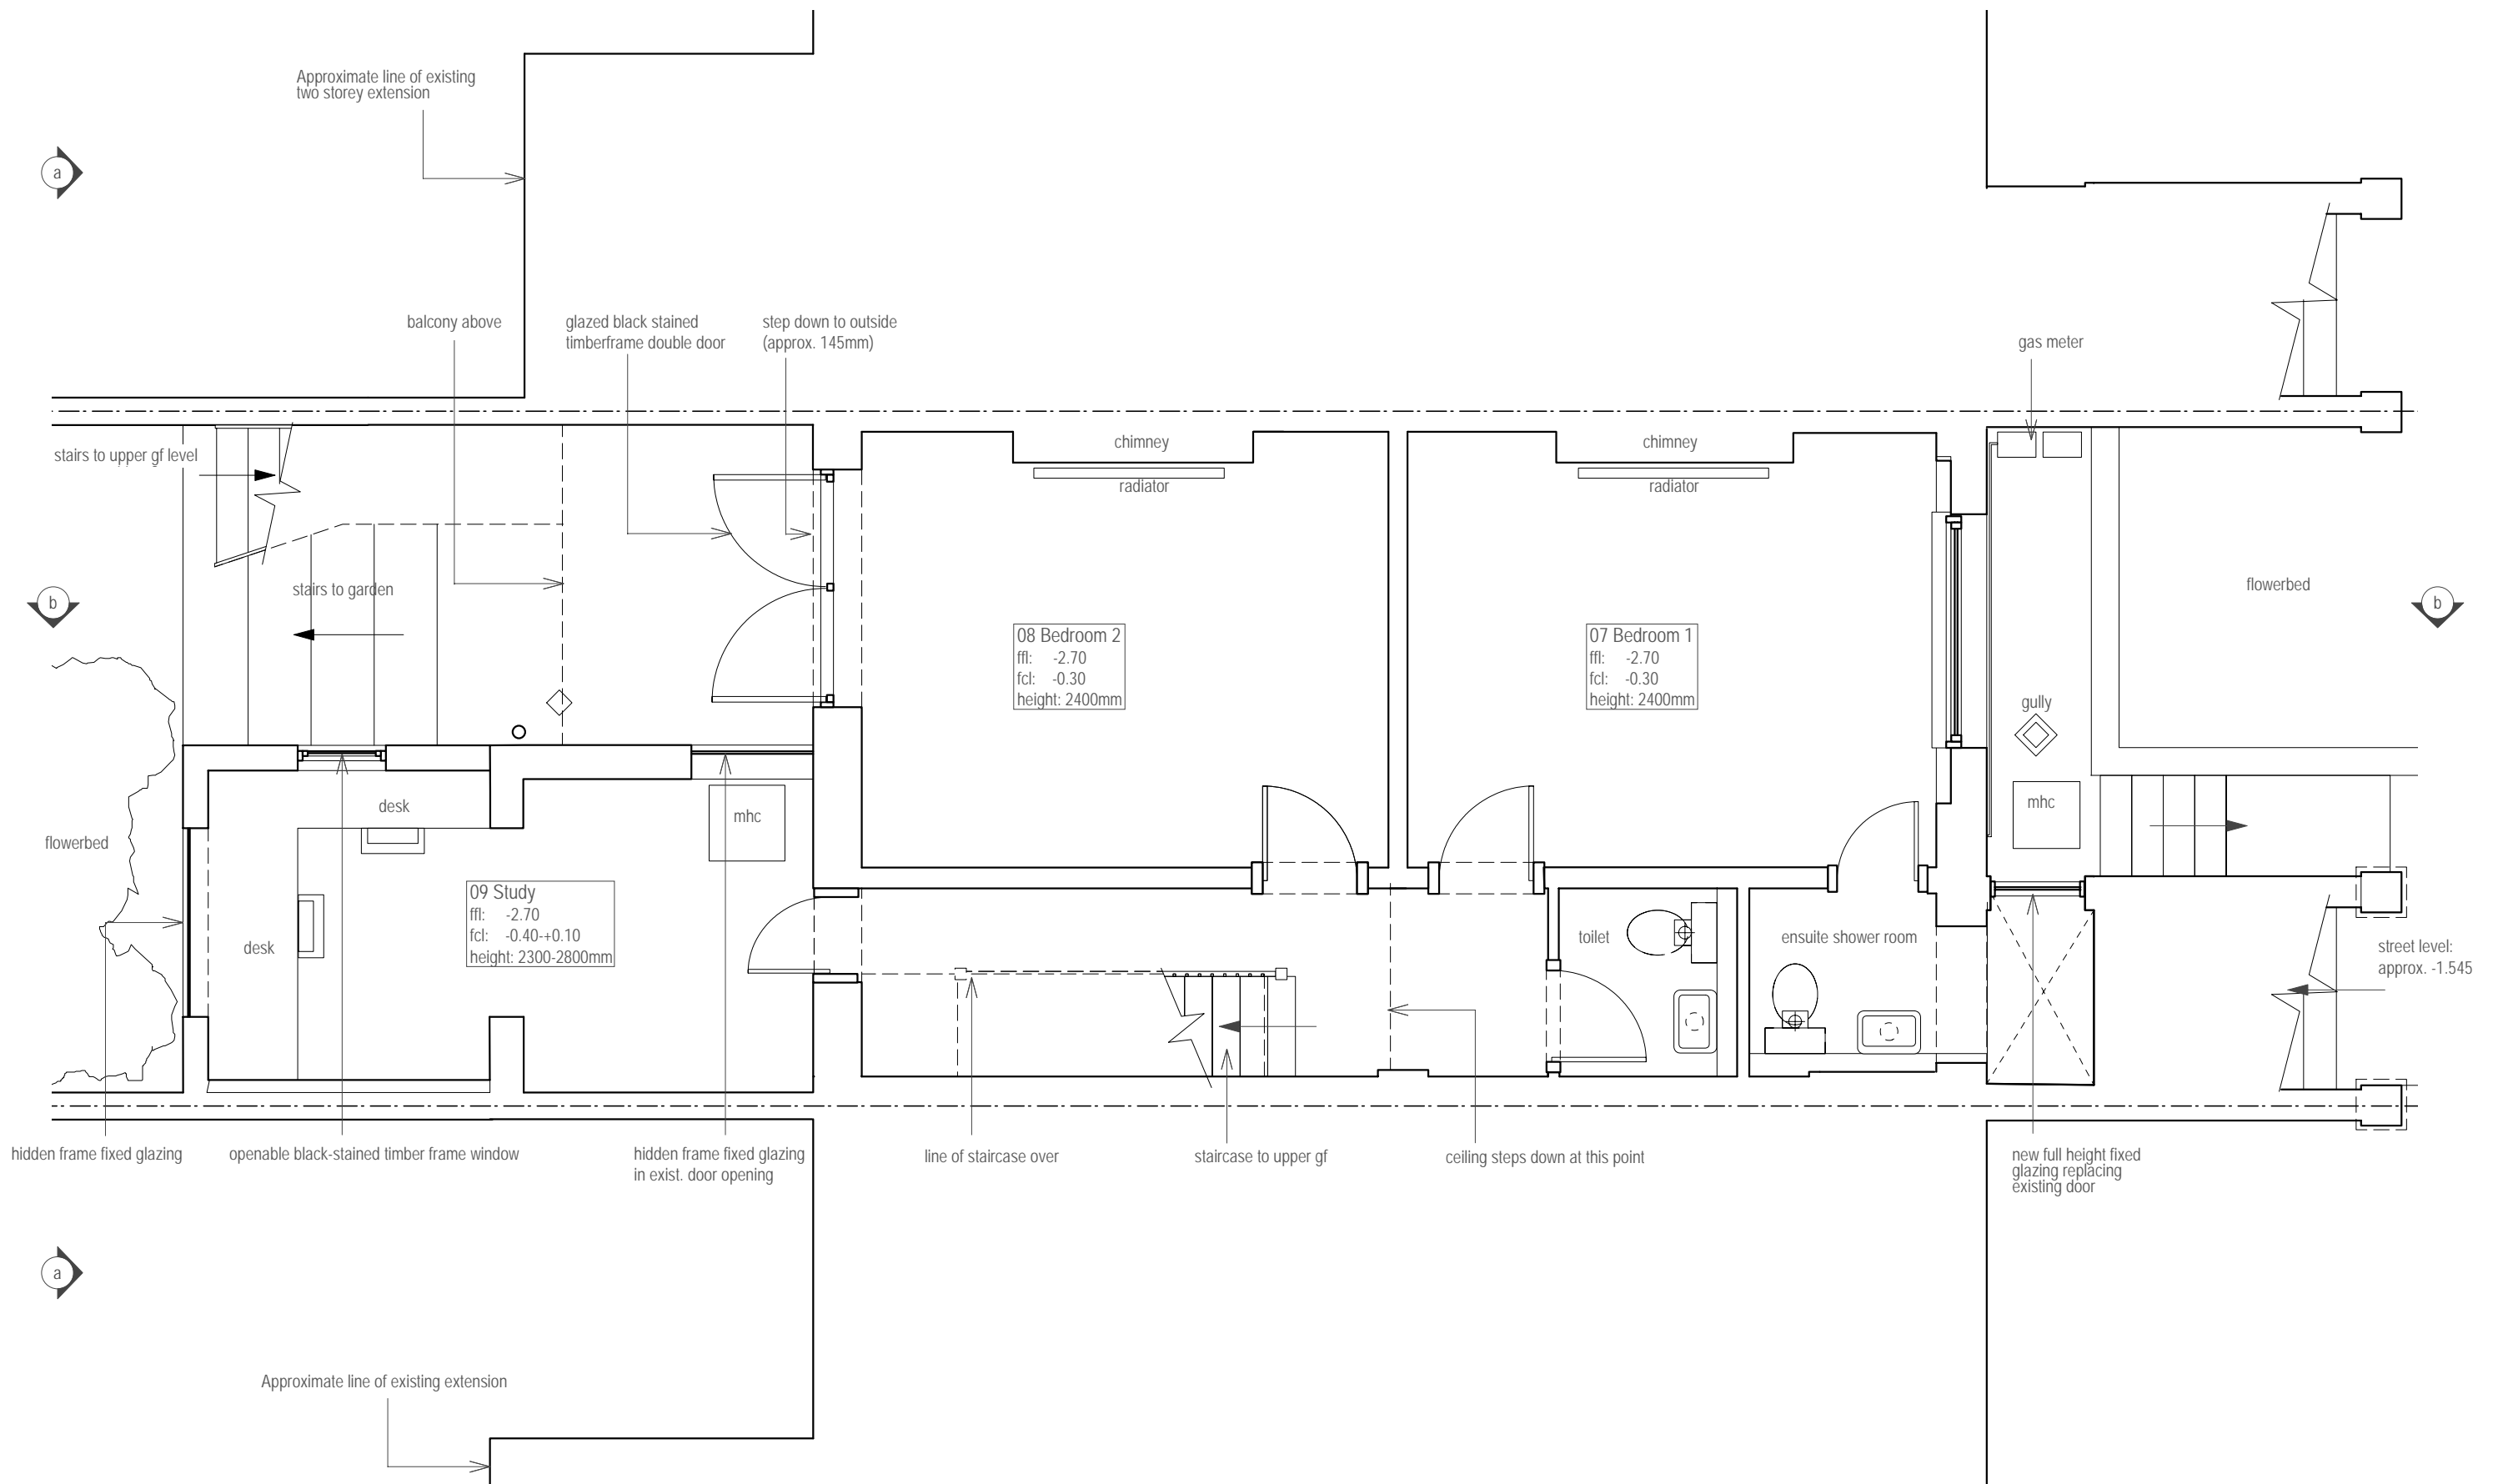 Approximate line of existing
two storey extension
a
balcony above
glazed black stained
timberframe double door
step down to outside
(approx. 145mm)
gas meter
stairs to upper gf level
chimney
radiator
chimney
radiator
stairs to garden
flowerbed
b
b
08 Bedroom 2
ffl: -2.70
fcl: -0.30
height: 2400mm
07 Bedroom 1
ffl: -2.70
fcl: -0.30
height: 2400mm
gully
desk
mhc
mhc
flowerbed
09 Study
ffl: -2.70
fcl: -0.40-+0.10
height: 2300-2800mm
desk
toilet
ensuite shower room
street level:
approx. -1.545
hidden frame fixed glazing
openable black-stained timber frame window
hidden frame fixed glazing
in exist. door opening
line of staircase over
staircase to upper gf
ceiling steps down at this point
new full height fixed
glazing replacing
existing door
a
Approximate line of existing extension